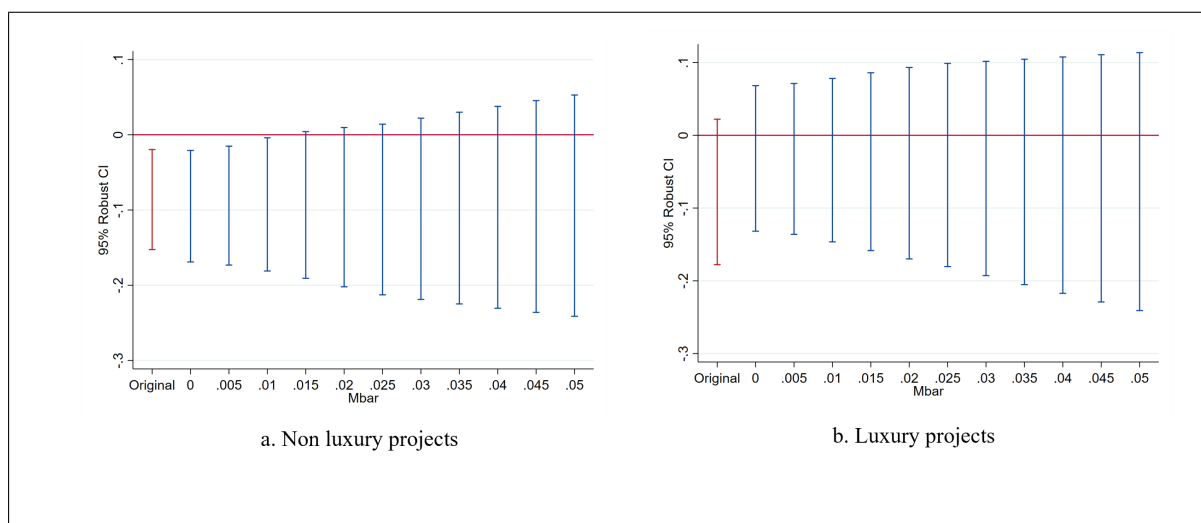 95% Robust CI
.1
0
-.1
-.2
-.3
Original 0 .005 .01 .015 .02 .025 .03 .035 .04 .045 .05
Mbar
a. Non luxury projects
95% Robust CI
.1
0
-.1
-.2
-.3
Original 0 .005 .01 .015 .02 .025 .03 .035 .04 .045 .05
Mbar
b. Luxury projects